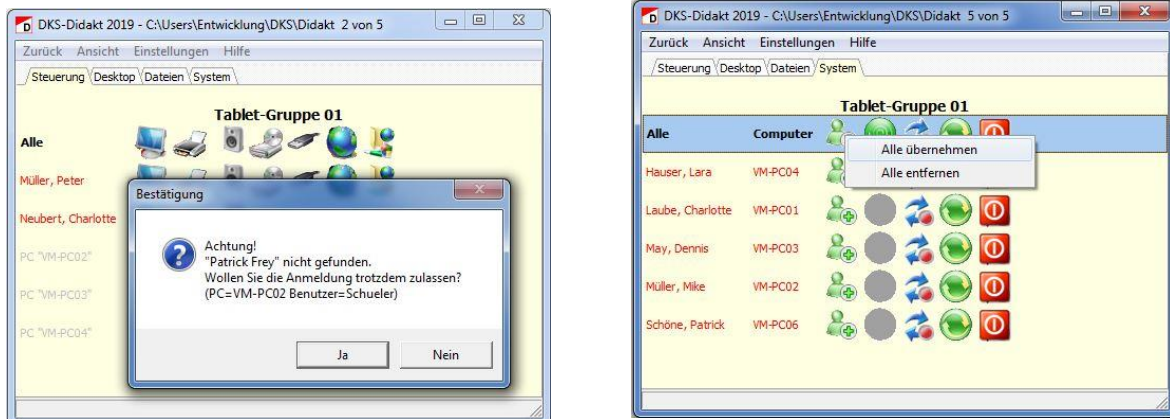 DKS-Didakt 2019 - C:\Users\Entwicklung\DKS\Didakt 2 von 5
Zurück Ansicht Einstellungen Hilfe
Steuerung Desktop Dateien System
Tablet-Gruppe 01
Alle
Müller, Peter
Neubert, Charlotte
PC "VM-PC02"
PC "VM-PC03"
PC "VM-PC04"
Bestätigung
Achtung!
"Patrick Frey" nicht gefunden.
Wollen Sie die Anmeldung trotzdem zulassen?
(PC=VM-PC02 Benutzer=Schueler)
Ja Nein
DKS-Didakt 2019 - C:\Users\Entwicklung\DKS\Didakt 5 von 5
Zurück Ansicht Einstellungen Hilfe
Steuerung Desktop Dateien System
Tablet-Gruppe 01
Alle Computer
Alle übernehmen
Alle entfernen
Hauser, Lara VM-PC04
Laube, Charlotte VM-PC01
May, Dennis VM-PC03
Müller, Mike VM-PC02
Schöne, Patrick VM-PC06